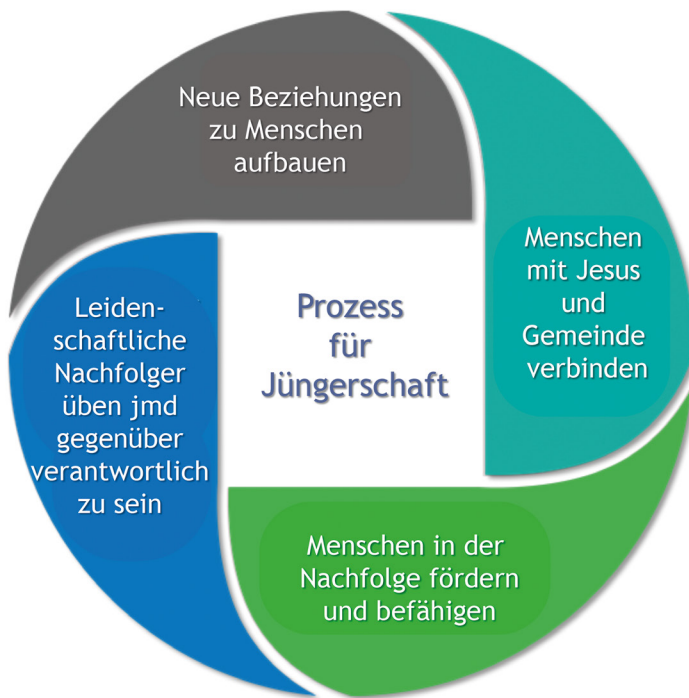 Neue Beziehungen
zu Menschen
aufbauen
Menschen
mit Jesus
und
Gemeinde
verbinden
Menschen in der
Nachfolge fördern
und befähigen
Leiden-
schaftliche
Nachfolger
üben jmd
gegenüber
verantwortlich
zu sein
Prozess
für
Jüngerschaft